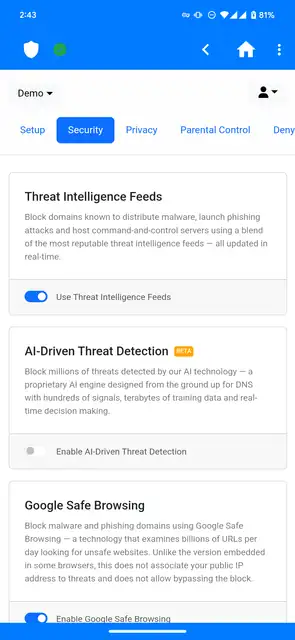 2:43
81%
Demo
Setup
Security
Privacy
Parental Control
Deny
Threat Intelligence Feeds
Block domains known to distribute malware, launch phishing
attacks and host command-and-control servers using a blend
of the most reputable threat intelligence feeds — all updated in
real-time.
Use Threat Intelligence Feeds
AI-Driven Threat Detection BETA
Block millions of threats detected by our AI technology — a
proprietary AI engine designed from the ground up for DNS
with hundreds of signals, terabytes of training data and real-
time decision making.
Enable AI-Driven Threat Detection
Google Safe Browsing
Block malware and phishing domains using Google Safe
Browsing — a technology that examines billions of URLs per
day looking for unsafe websites. Unlike the version embedded
in some browsers, this does not associate your public IP
address to threats and does not allow bypassing the block.
Enable Google Safe Browsing